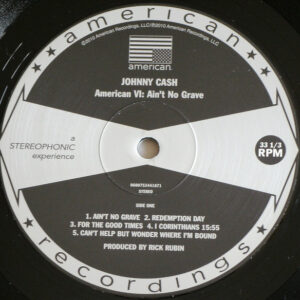 american
©2010 American Recordings, LLC/℗2010 American Recordings, LLC
american
JOHNNY CASH
American VI: Ain't No Grave
a
STEREOPHONIC
experience
33 1/3
RPM
SIDE ONE
1. AIN'T NO GRAVE 2. REDEMPTION DAY
3. FOR THE GOOD TIMES 4. I CORINTHIANS 15:55
5. CAN'T HELP BUT WONDER WHERE I'M BOUND
PRODUCED BY RICK RUBIN
recordings